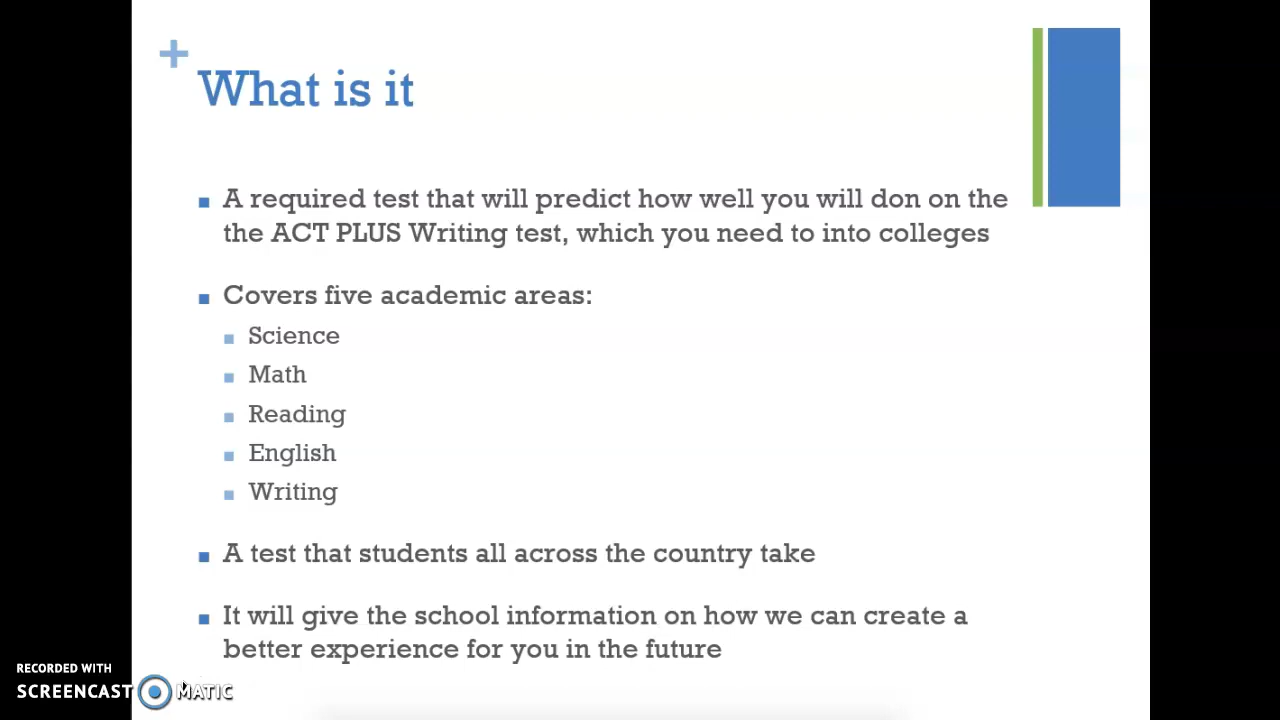 +
What is it
A required test that will predict how well you will don on the
the ACT PLUS Writing test, which you need to into colleges
Covers five academic areas:
Science
Math
Reading
English
Writing
A test that students all across the country take
It will give the school information on how we can create a
better experience for you in the future
RECORDED WITH
SCREENCAST MATIC